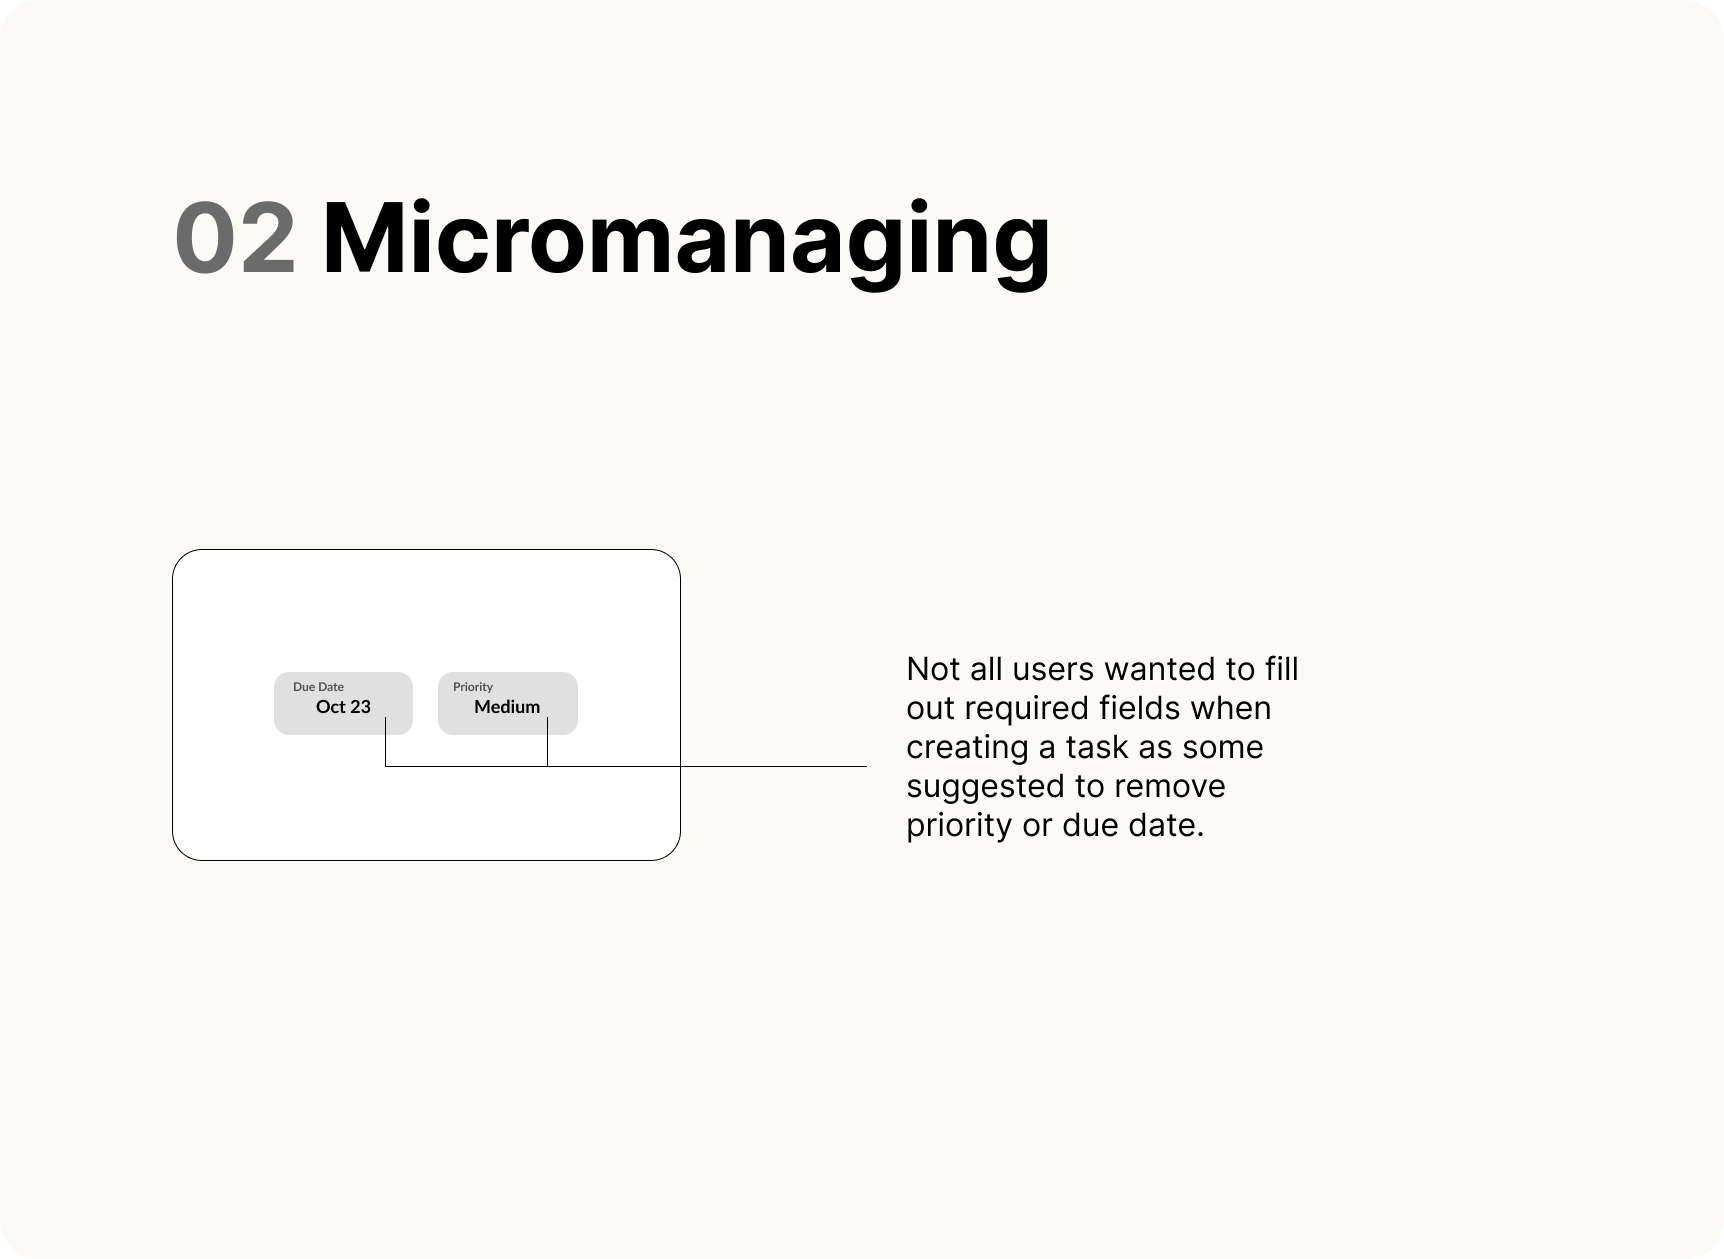 02 Micromanaging
Due Date
Oct 23
Priority
Medium
Not all users wanted to fill
out required fields when
creating a task as some
suggested to remove
priority or due date.